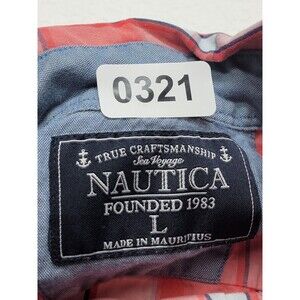 0321
TRUE CRAFTSMANSHIP
Sea Voyage
NAUTICA
FOUNDED 1983
L
MADE IN MAURITIUS